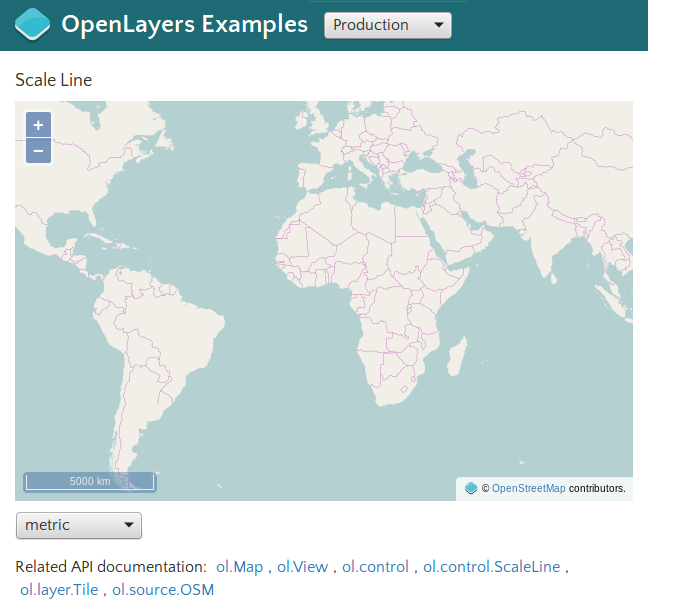 OpenLayers Examples Production
Scale Line
+
−
5000 km
© OpenStreetMap contributors.
metric
Related API documentation: ol.Map , ol.View , ol.control , ol.control.ScaleLine ,
ol.layer.Tile , ol.source.OSM